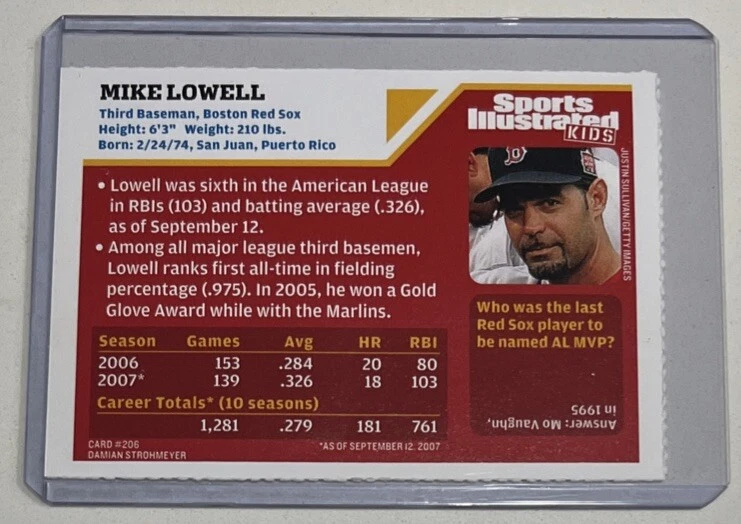 MIKE LOWELL
Third Baseman, Boston Red Sox
Height: 6'3" Weight: 210 lbs.
Born: 2/24/74, San Juan, Puerto Rico
Sports
Illustrated
KIDS
B
JUSTIN SULLIVAN/GETTY IMAGES
• Lowell was sixth in the American League
in RBIs (103) and batting average (.326),
as of September 12.
• Among all major league third basemen,
Lowell ranks first all-time in fielding
percentage (.975). In 2005, he won a Gold
Glove Award while with the Marlins.
Season Games Avg HR RBI
2006 153 .284 20 80
2007* 139 .326 18 103
Career Totals* (10 seasons)
1,281 .279 181 761
CARD #206
DAMIAN STROHMEYER
*AS OF SEPTEMBER 12, 2007
Who was the last
Red Sox player to
be named AL MVP?
Answer: Mo Vaughn,
in 1995